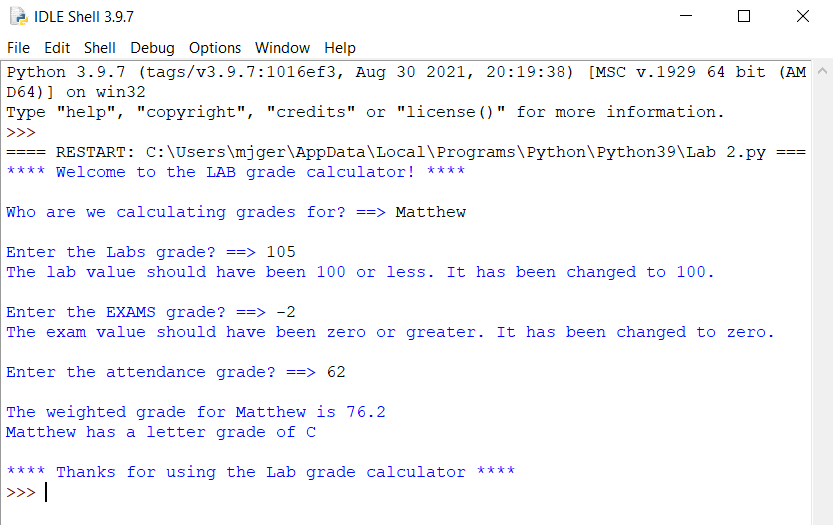 IDLE Shell 3.9.7
File Edit Shell Debug Options Window Help
Python 3.9.7 (tags/v3.9.7:1016ef3, Aug 30 2021, 20:19:38) [MSC v.1929 64 bit (AM
D64)] on win32
Type "help", "copyright", "credits" or "license()" for more information.
>>>
==== RESTART: C:\Users\mjger\AppData\Local\Programs\Python\Python39\Lab 2.py ===
**** Welcome to the LAB grade calculator! ****
Who are we calculating grades for? ==> Matthew
Enter the Labs grade? ==> 105
The lab value should have been 100 or less. It has been changed to 100.
Enter the EXAMS grade? ==> -2
The exam value should have been zero or greater. It has been changed to zero.
Enter the attendance grade? ==> 62
The weighted grade for Matthew is 76.2
Matthew has a letter grade of C
**** Thanks for using the Lab grade calculator ****
>>>